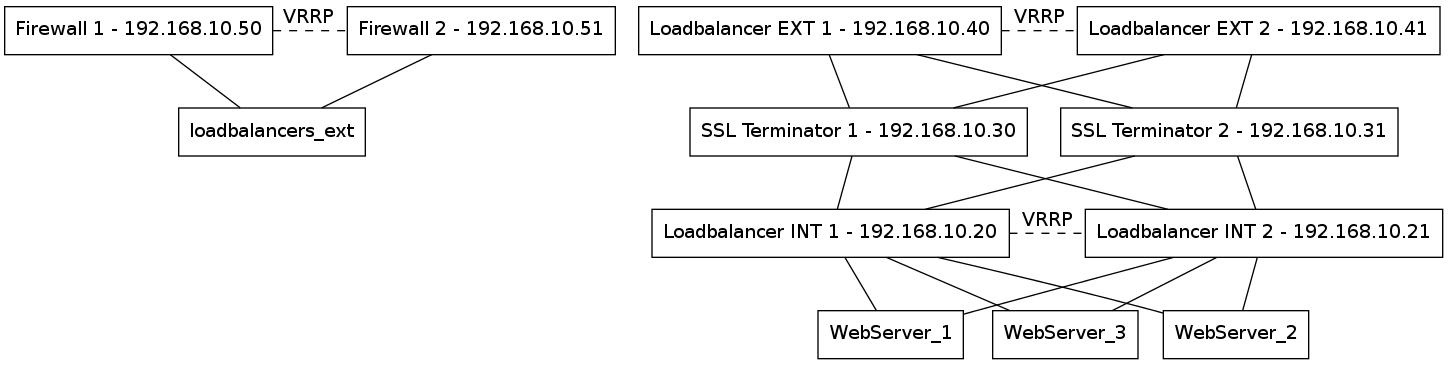 Firewall 1 - 192.168.10.50
VRRP
Firewall 2 - 192.168.10.51
loadbalancers_ext
Loadbalancer EXT 1 - 192.168.10.40
VRRP
Loadbalancer EXT 2 - 192.168.10.41
SSL Terminator 1 - 192.168.10.30
SSL Terminator 2 - 192.168.10.31
Loadbalancer INT 1 - 192.168.10.20
VRRP
Loadbalancer INT 2 - 192.168.10.21
WebServer_1
WebServer_3
WebServer_2